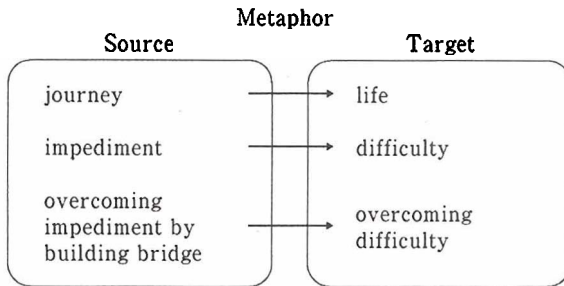 Metaphor
Source Target
journey life
impediment difficulty
overcoming
impediment by
building bridge
overcoming
difficulty